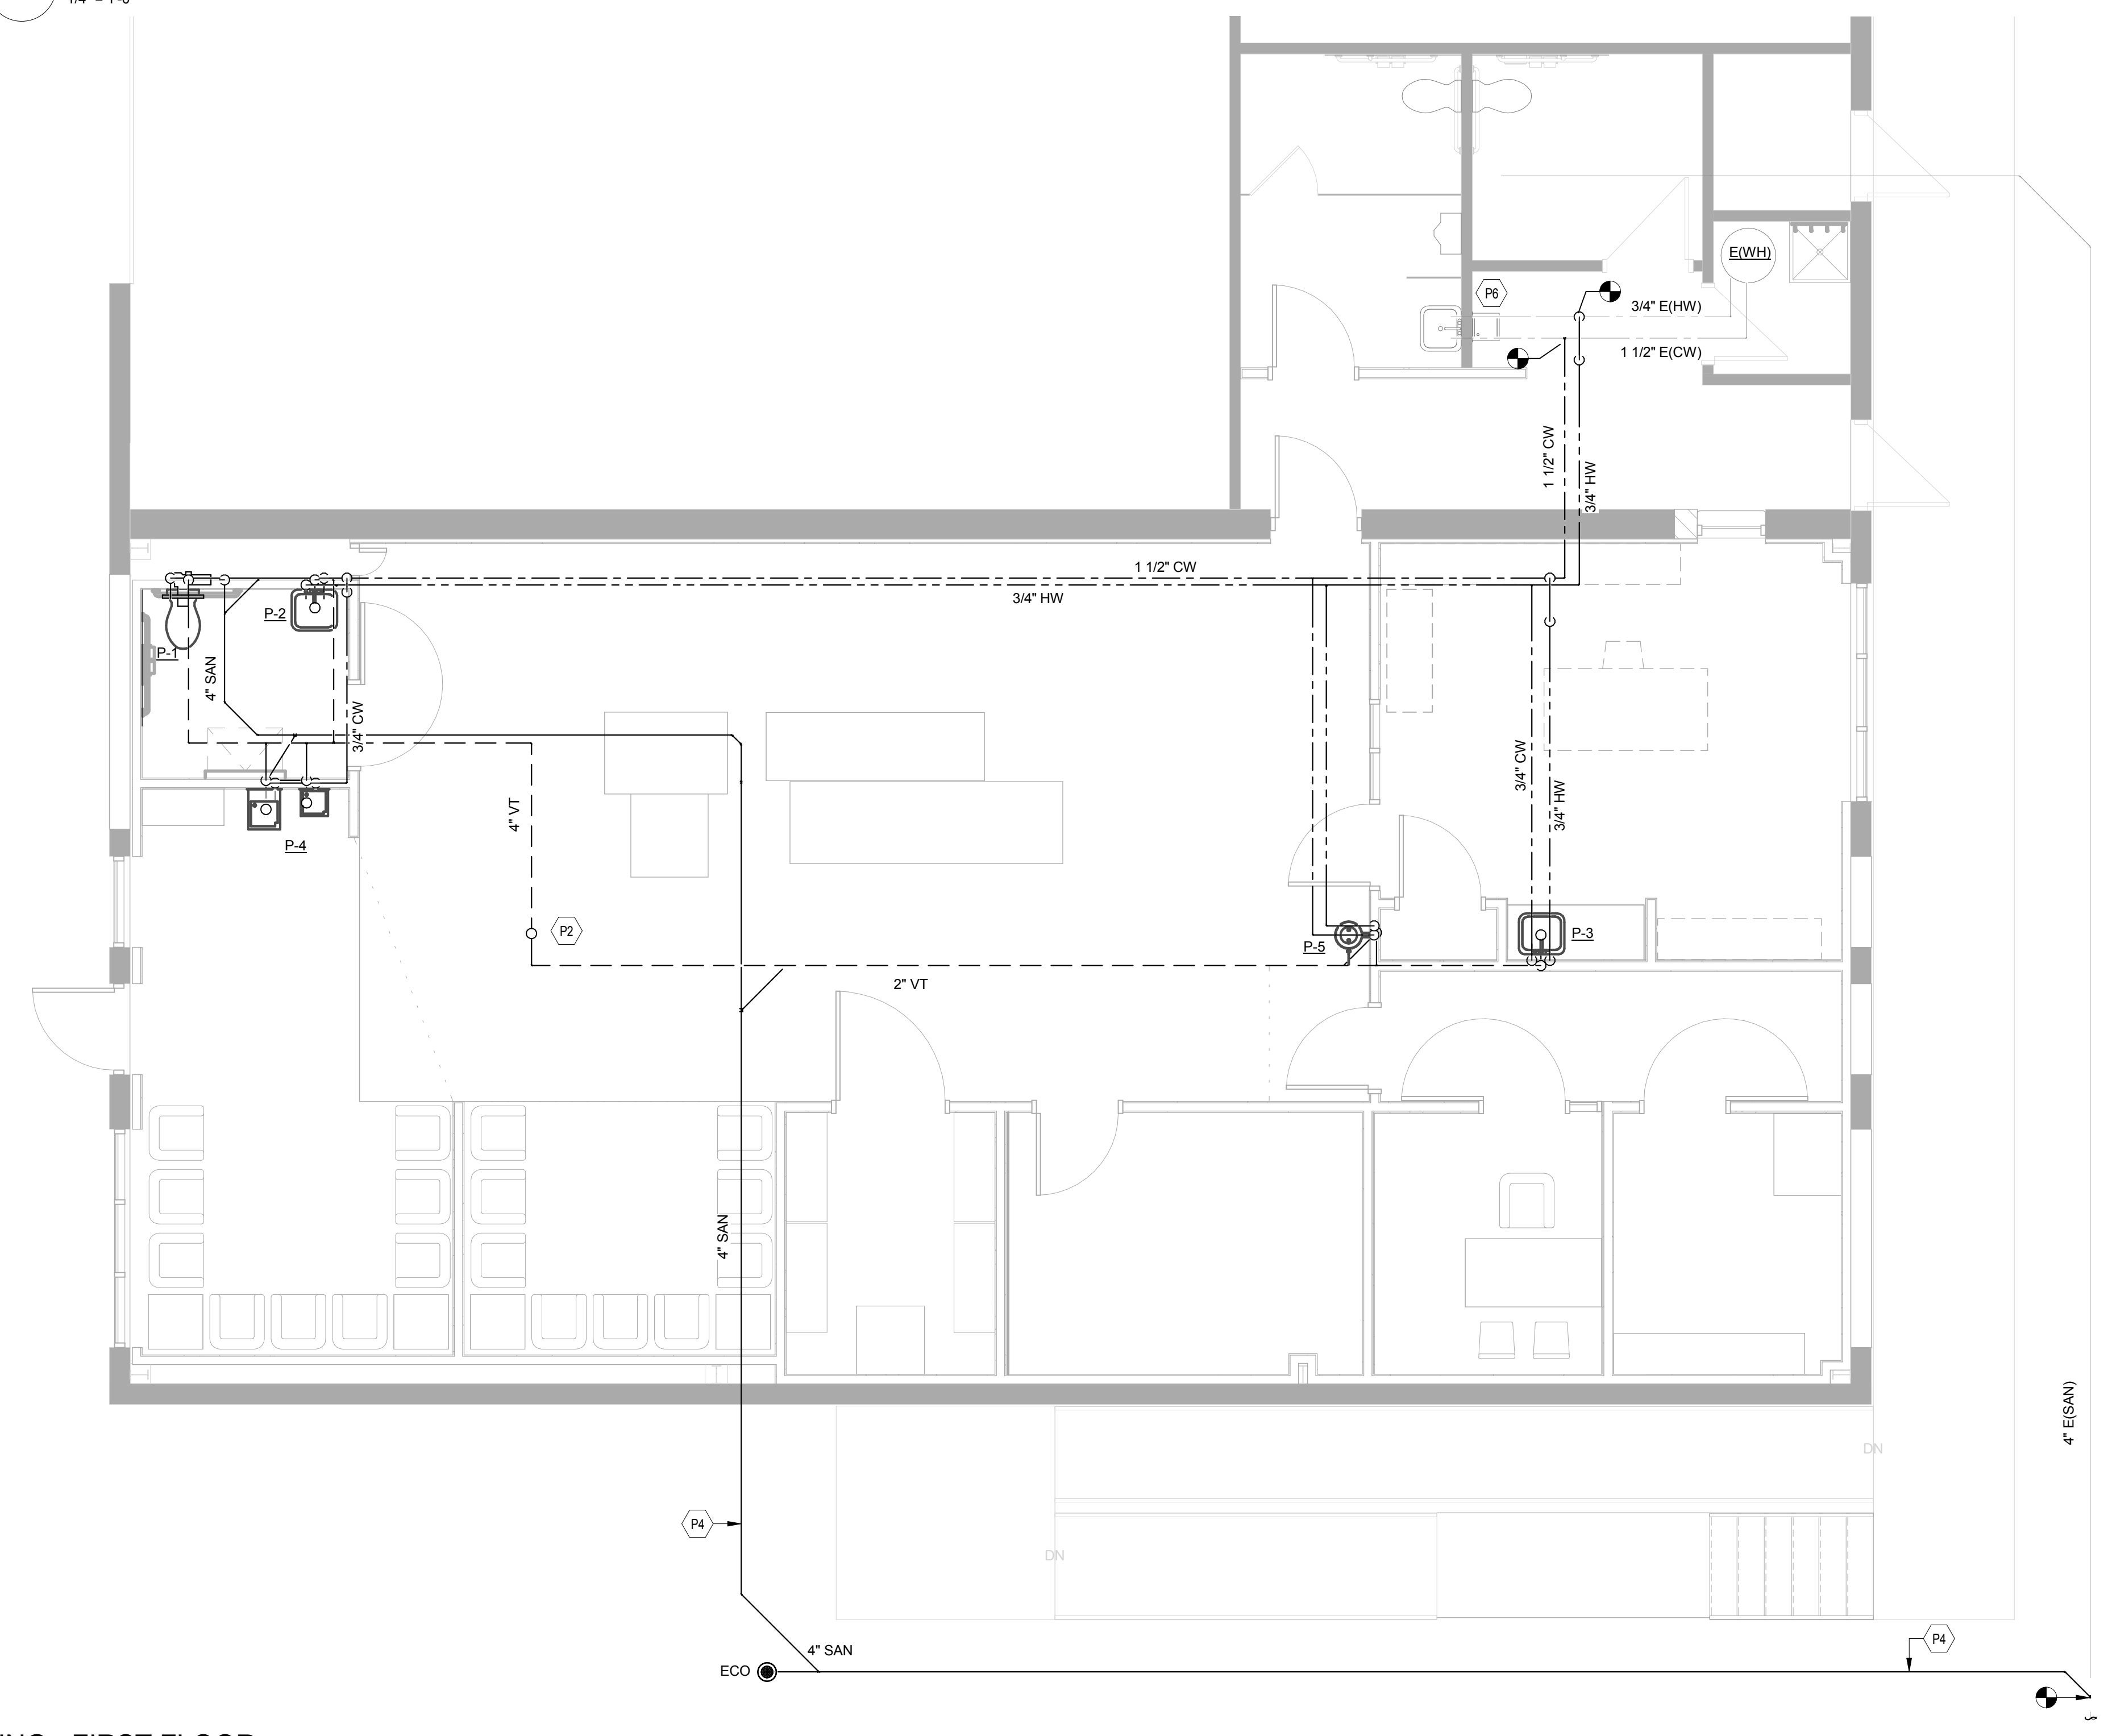 E(WH)
P6
3/4" E(HW)
1 1/2" E(CW)
1 1/2" CW
3/4" HW
1 1/2" CW
3/4" HW
P-2
P-1
4" SAN
3/4" CW
3/4" CW
3/4" HW
4" VT
P-4
P2
P-5
P-3
2" VT
4" SAN
4" E(SAN)
DN
P4
DN
P4
4" SAN
ECO